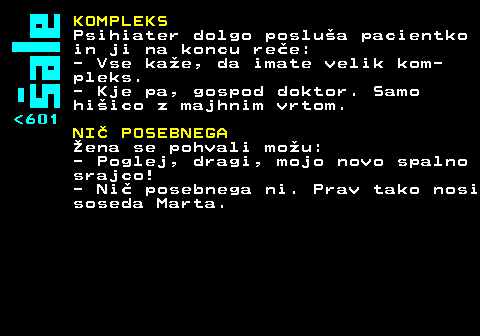 Šale
<601
KOMPLEKS
Psihiater dolgo posluša pacientko
in ji na koncu reče:
- Vse kaže, da imate velik kom-
pleks.
- Kje pa, gospod doktor. Samo
hišico z majhnim vrtom.
NIČ POSEBNEGA
Žena se pohvali možu:
- Poglej, dragi, mojo novo spalno
srajco!
- Nič posebnega ni. Prav tako nosi
soseda Marta.